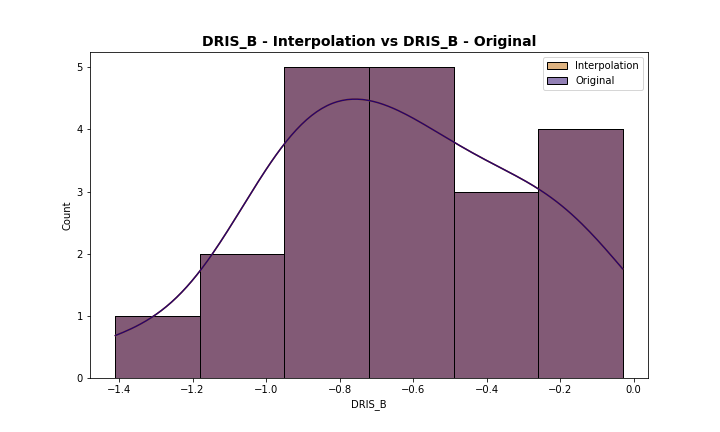 DRIS_B - Interpolation vs DRIS_B - Original
Interpolation
Original
Count
5
4
3
2
1
0
−1.4 −1.2 −1.0 −0.8 −0.6 −0.4 −0.2 0.0
DRIS_B